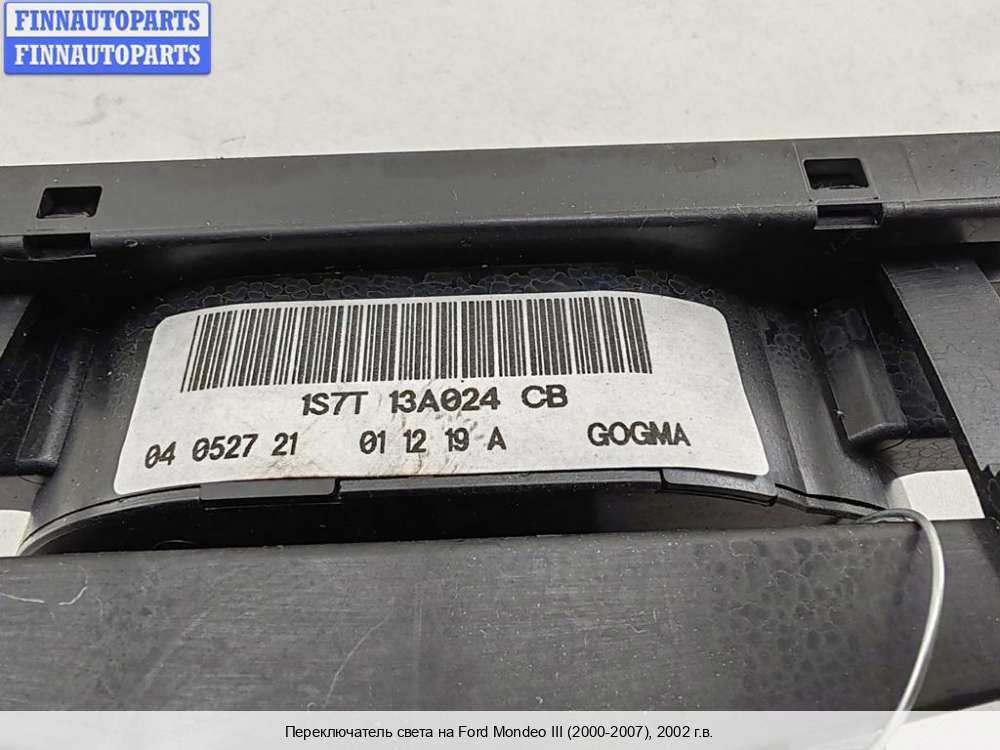 FINNAUTOPARTS
FINNAUTOPARTS
1S7T 13A024 CB
04 0527 21 01 12 19 A GOGMA
Переключатель света на Ford Mondeo III (2000-2007), 2002 г.в.